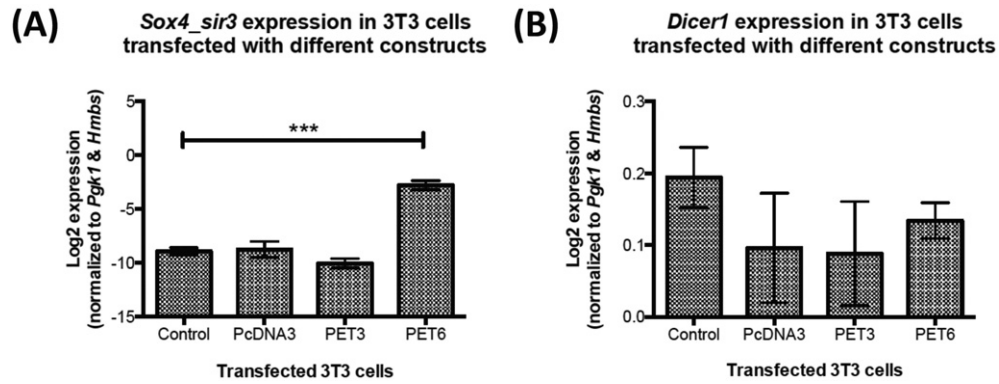 (A)
Sox4_sir3 expression in 3T3 cells
transfected with different constructs
Log2 expression
(normalized to Pgk1 & Hmbs)
5
0
-5
-10
-15
***
Control PcDNA3 PET3 PET6
Transfected 3T3 cells
(B)
Dicer1 expression in 3T3 cells
transfected with different constructs
Log2 expression
(normalized to Pgk1 & Hmbs)
0.3
0.2
0.1
0.0
Control PcDNA3 PET3 PET6
Transfected 3T3 cells